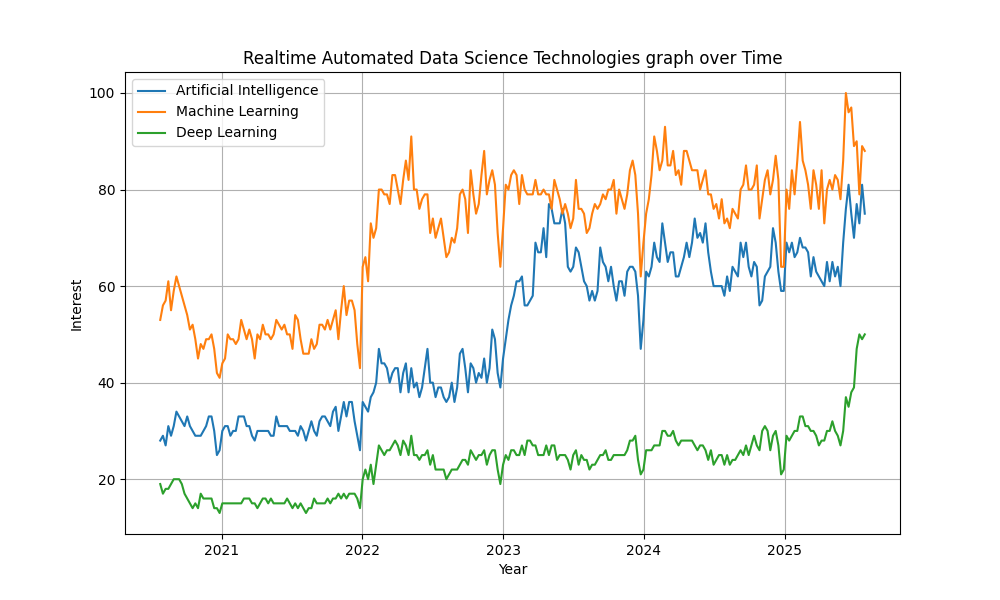 Realtime Automated Data Science Technologies graph over Time
Artificial Intelligence
Machine Learning
Deep Learning
100
80
60
40
20
Interest
2021 2022 2023 2024 2025
Year